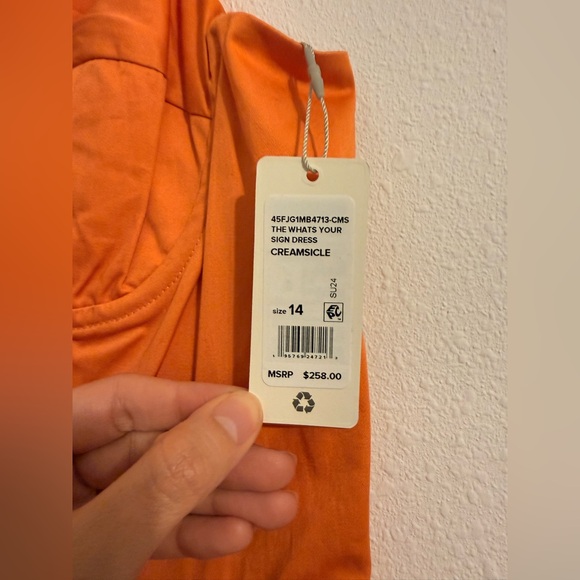 45FJG1MB4713-CMS
THE WHATS YOUR
SIGN DRESS
CREAMSICLE
SU24
size 14
MSRP $258.00